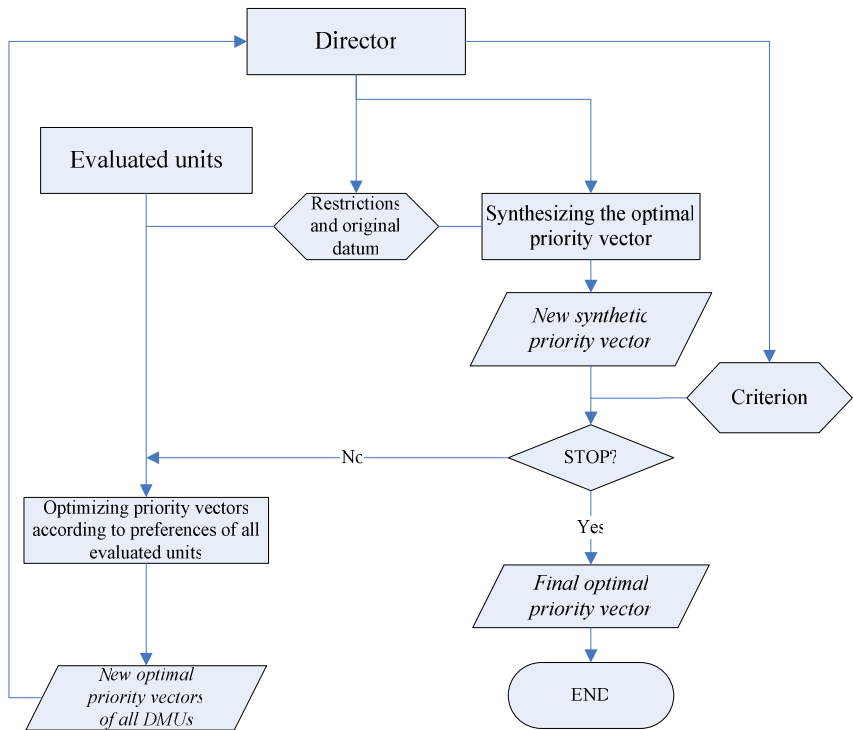 Director
Evaluated units
Restrictions
and original
datum
Synthesizing the optimal
priority vector
New synthetic
priority vector
Criterion
STOP?
No
Optimizing priority vectors
according to preferences of all
evaluated units
Yes
Final optimal
priority vector
New optimal
priority vectors
of all DMUs
END